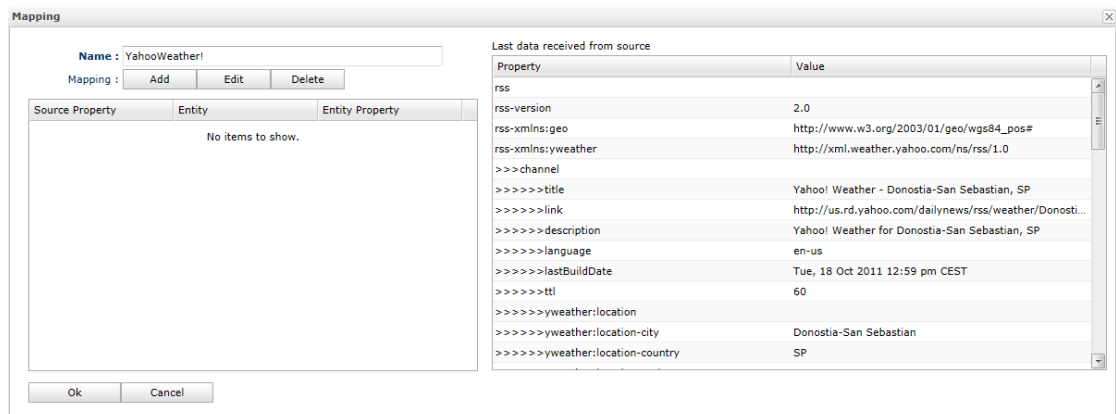 Mapping
Name : YahooWeather!
Mapping : Add Edit Delete
Source Property Entity Entity Property
No items to show.
Ok Cancel
Last data received from source
Property Value
rss
rss-version 2.0
rss-xmlns:geo http://www.w3.org/2003/01/geo/wgs84_pos#
rss-xmlns:yweather http://xml.weather.yahoo.com/ns/rss/1.0
>>>channel
>>>>>>title Yahoo! Weather - Donostia-San Sebastian, SP
>>>>>>link http://us.rd.yahoo.com/dailynews/rss/weather/Donosti...
>>>>>>description Yahoo! Weather for Donostia-San Sebastian, SP
>>>>>>language en-us
>>>>>>lastBuildDate Tue, 18 Oct 2011 12:59 pm CEST
>>>>>>ttl 60
>>>>>>yweather:location
>>>>>>yweather:location-city Donostia-San Sebastian
>>>>>>yweather:location-country SP